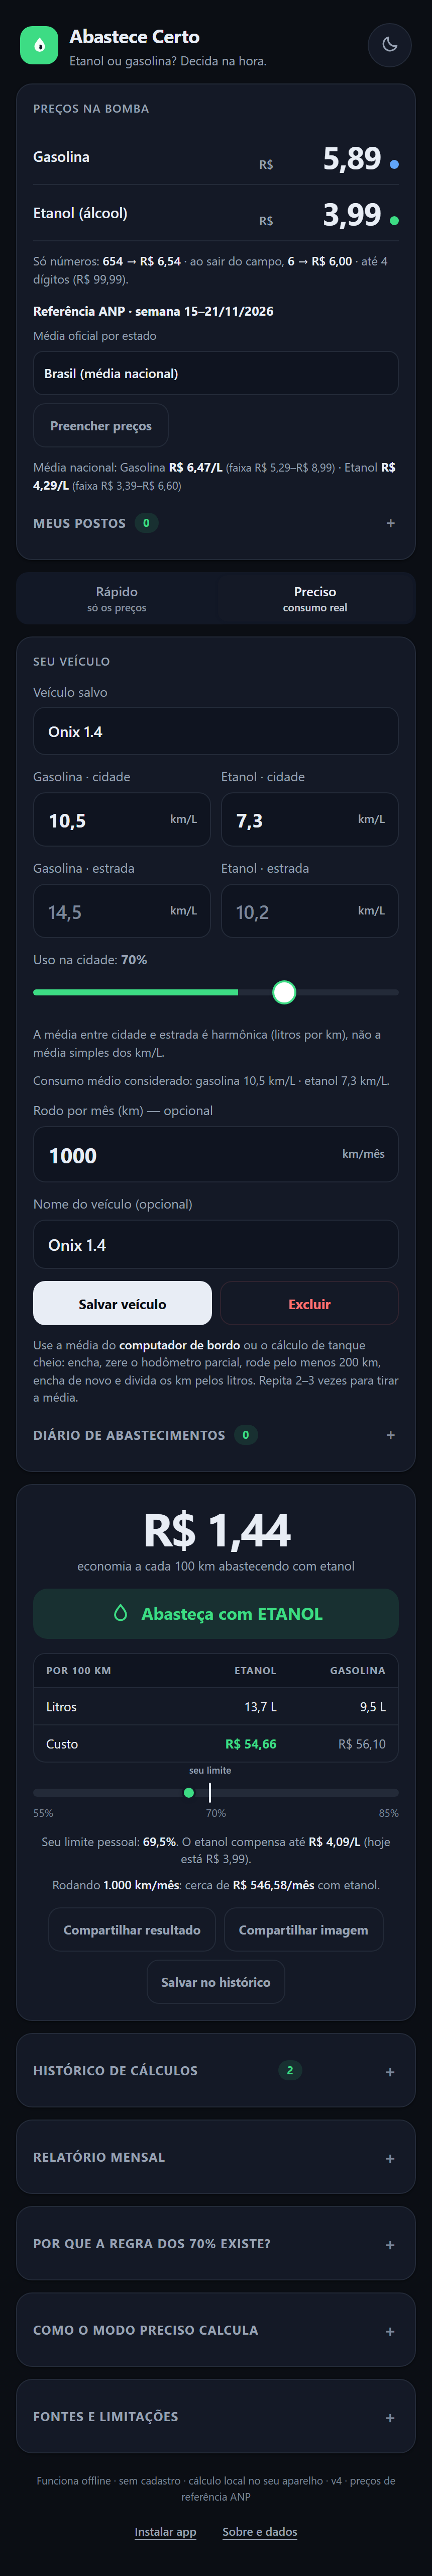 Abastece Certo
Etanol ou gasolina? Decida na hora.
PREÇOS NA BOMBA
Gasolina R$ 5,89
Etanol (álcool) R$ 3,99
Só números: 654 → R$ 6,54 · ao sair do campo, 6 → R$ 6,00 · até 4
dígitos (R$ 99,99).
Referência ANP · semana 15–21/11/2026
Média oficial por estado
Brasil (média nacional)
Preencher preços
Média nacional: Gasolina R$ 6,47/L (faixa R$ 5,29–R$ 8,99) · Etanol R$
4,29/L (faixa R$ 3,39–R$ 6,60)
MEUS POSTOS 0 +
Rápido
só os preços
Preciso
consumo real
SEU VEÍCULO
Veículo salvo
Onix 1.4
Gasolina · cidade
10,5 km/L
Etanol · cidade
7,3 km/L
Gasolina · estrada
14,5 km/L
Etanol · estrada
10,2 km/L
Uso na cidade: 70%
A média entre cidade e estrada é harmônica (litros por km), não a
média simples dos km/L.
Consumo médio considerado: gasolina 10,5 km/L · etanol 7,3 km/L.
Rodo por mês (km) — opcional
1000 km/mês
Nome do veículo (opcional)
Onix 1.4
Salvar veículo
Excluir
Use a média do computador de bordo ou o cálculo de tanque
cheio: encha, zere o hodômetro parcial, rode pelo menos 200 km,
encha de novo e divida os km pelos litros. Repita 2–3 vezes para tirar
a média.
DIÁRIO DE ABASTECIMENTOS 0 +
R$ 1,44
economia a cada 100 km abastecendo com etanol
Abasteça com ETANOL
POR 100 KM ETANOL GASOLINA
Litros 13,7 L 9,5 L
Custo R$ 54,66 R$ 56,10
seu limite
55% 70% 85%
Seu limite pessoal: 69,5%. O etanol compensa até R$ 4,09/L (hoje
está R$ 3,99).
Rodando 1.000 km/mês: cerca de R$ 546,58/mês com etanol.
Compartilhar resultado
Compartilhar imagem
Salvar no histórico
HISTÓRICO DE CÁLCULOS 2 +
RELATÓRIO MENSAL +
POR QUE A REGRA DOS 70% EXISTE? +
COMO O MODO PRECISO CALCULA +
FONTES E LIMITAÇÕES +
Funciona offline · sem cadastro · cálculo local no seu aparelho · v4 · preços de
referência ANP
Instalar app
Sobre e dados